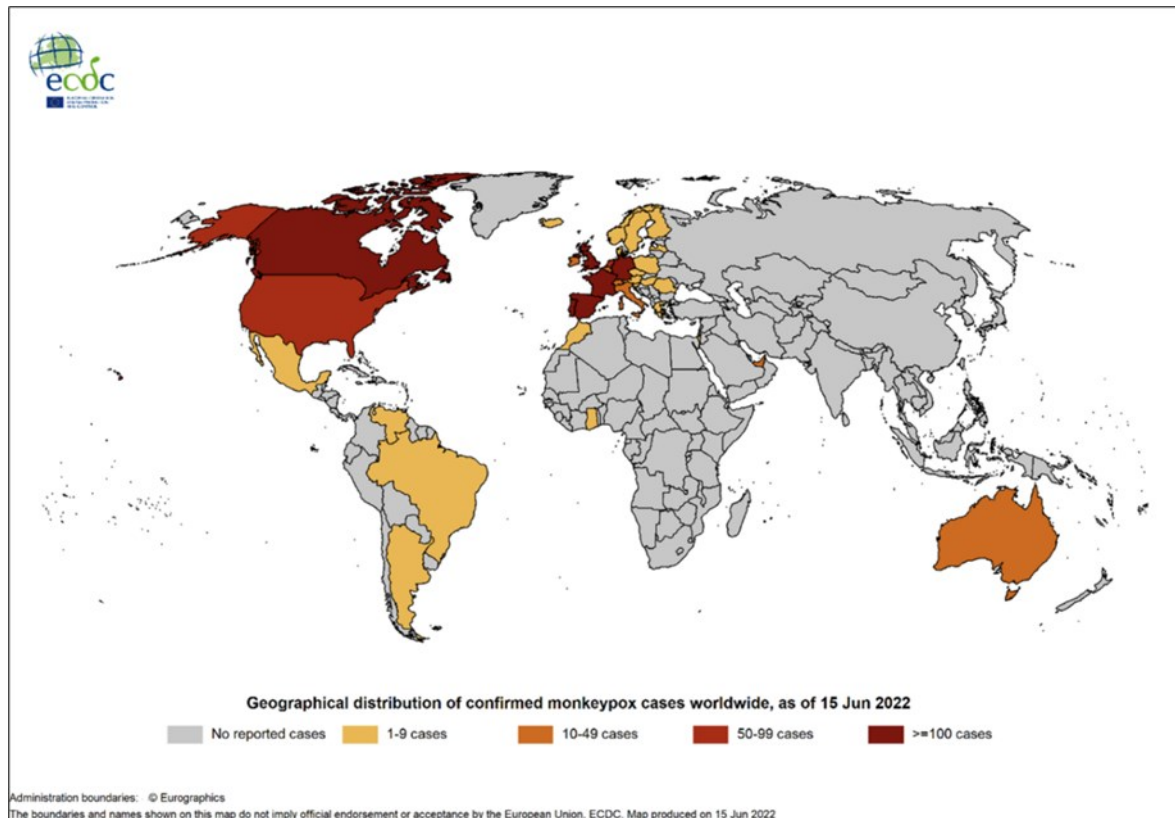 ecdc
Geographical distribution of confirmed monkeypox cases worldwide, as of 15 Jun 2022
No reported cases 1-9 cases 10-49 cases 50-99 cases >=100 cases
Administration boundaries: © Eurographics
The boundaries and names shown on this map do not imply official endorsement or acceptance by the European Union. ECDC. Map produced on 15 Jun 2022